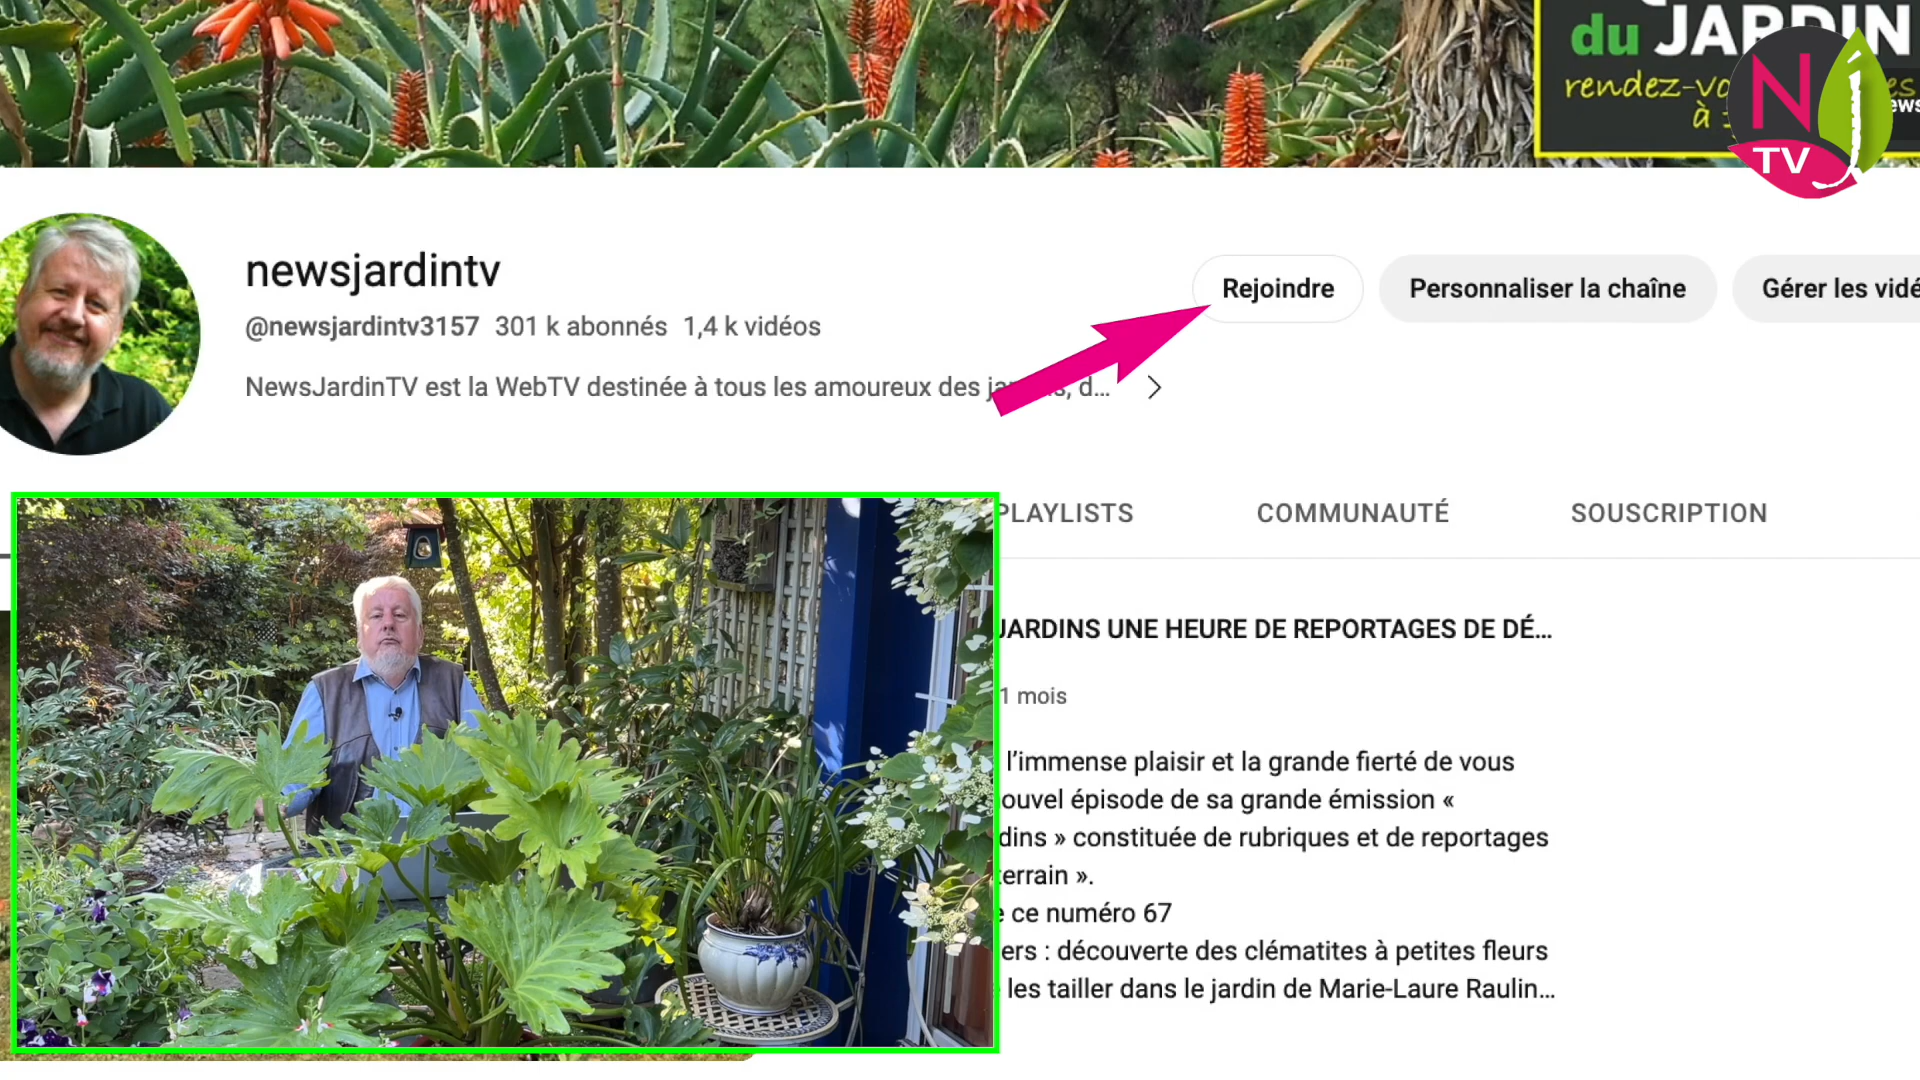 du JARDIN
rendez-vo
à
N
TV
ews
newsjardintv
@newsjardintv3157 301 k abonnés 1,4 k vidéos
NewsJardinTV est la WebTV destinée à tous les amoureux des ja s, d...
Rejoindre
Personnaliser la chaîne
Gérer les vidé
PLAYLISTS
COMMUNAUTÉ
SOUSCRIPTION
JARDINS UNE HEURE DE REPORTAGES DE DÉ...
1 mois
l'immense plaisir et la grande fierté de vous
ouvel épisode de sa grande émission «
dins » constituée de rubriques et de reportages
terrain ».
e ce numéro 67
ers : découverte des clématites à petites fleurs
les tailler dans le jardin de Marie-Laure Raulin...